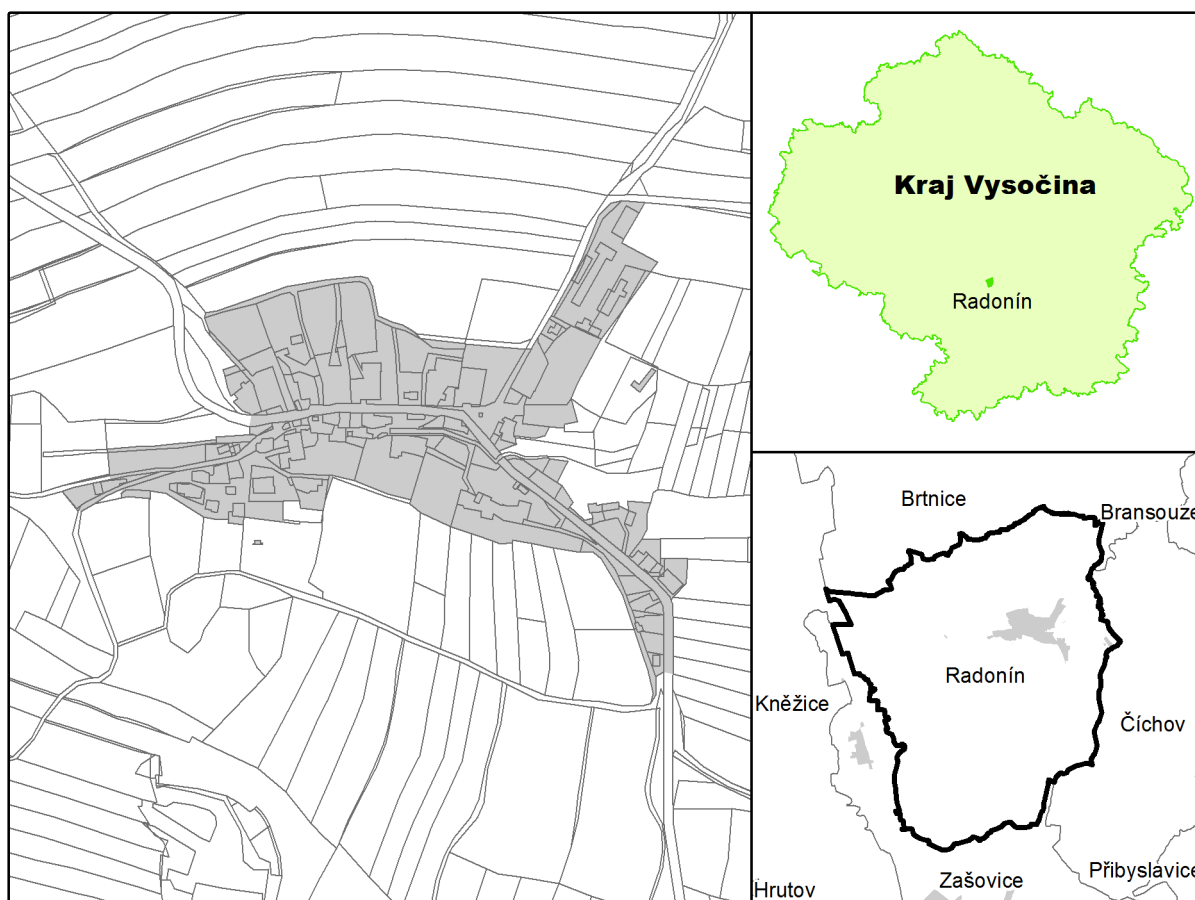 Kraj Vysočina
Radonín
Brtnice
Bransouze
Radonín
Kněžice
Číchov
Přibyslavice
Zašovice
Hrutov